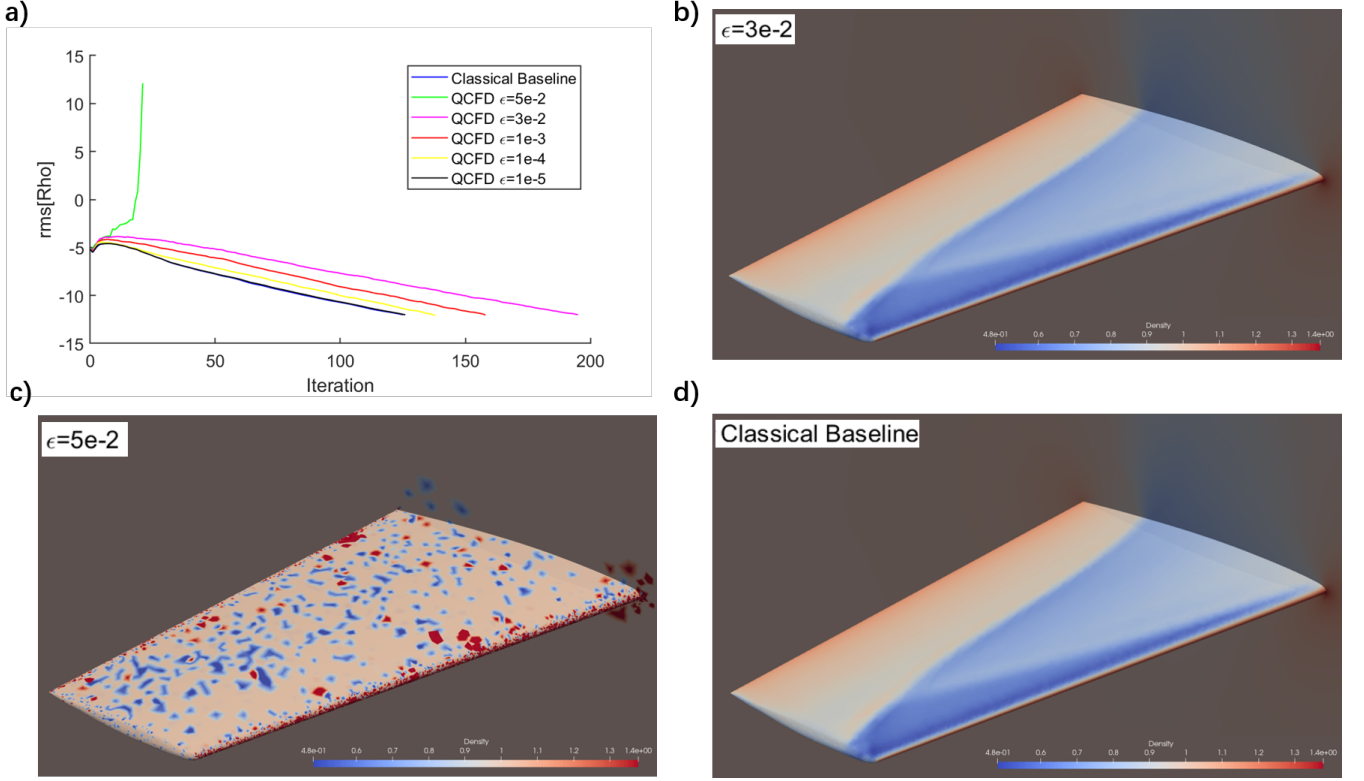 a)
15
10
5
0
-5
-10
-15
rms[Rho]
0
50
100
150
200
Iteration
Classical Baseline
QCFD ϵ=5e-2
QCFD ϵ=3e-2
QCFD ϵ=1e-3
QCFD ϵ=1e-4
QCFD ϵ=1e-5
b)
ϵ=3e-2
Density
4.8e-01 0.6 0.7 0.8 0.9 1 1.1 1.2 1.3 1.4e+00
c)
ϵ=5e-2
Density
4.8e-01 0.6 0.7 0.8 0.9 1 1.1 1.2 1.3 1.4e+00
d)
Classical Baseline
Density
4.8e-01 0.6 0.7 0.8 0.9 1 1.1 1.2 1.3 1.4e+00